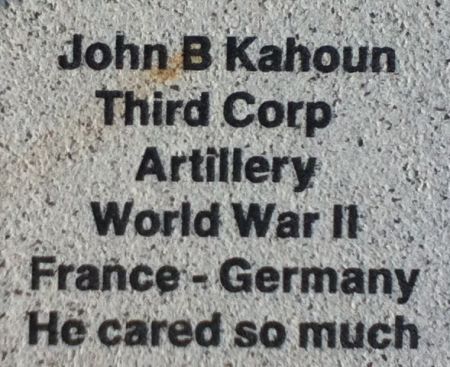 John B Kahoun
Third Corp
Artillery
World War II
France - Germany
He cared so much